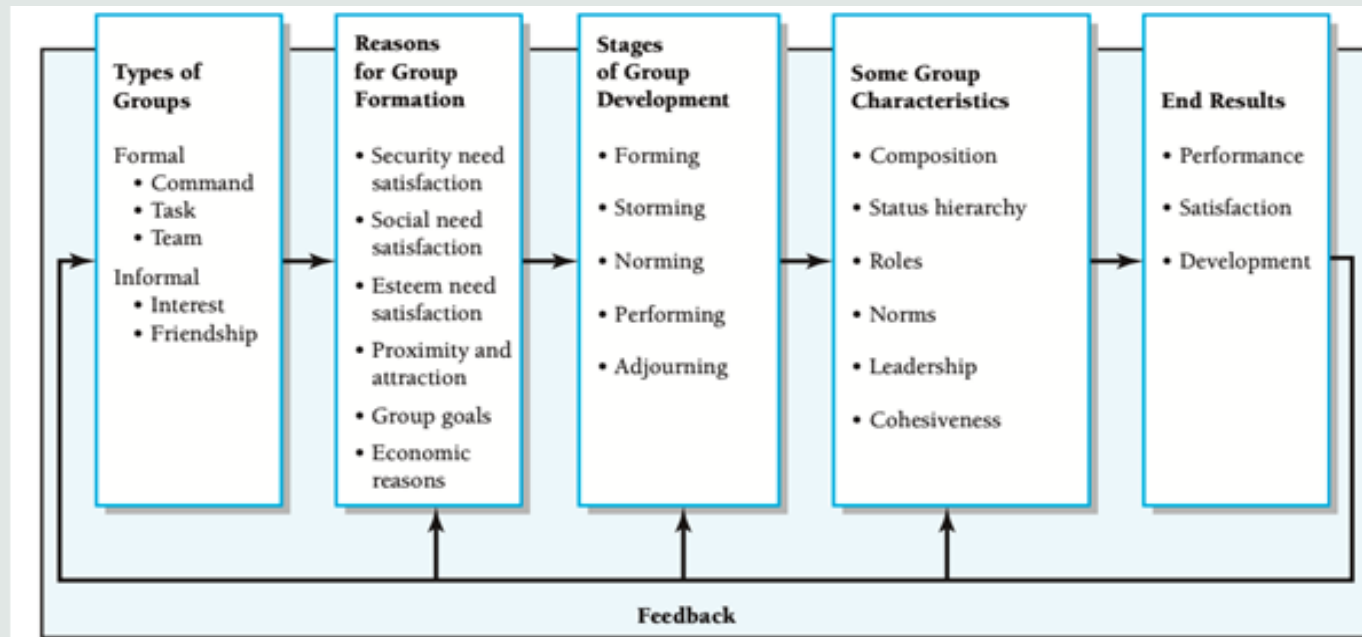 Types of
Groups
Formal
• Command
• Task
• Team
Informal
• Interest
• Friendship
Reasons
for Group
Formation
• Security need
satisfaction
• Social need
satisfaction
• Esteem need
satisfaction
• Proximity and
attraction
• Group goals
• Economic
reasons
Stages
of Group
Development
• Forming
• Storming
• Norming
• Performing
• Adjourning
Some Group
Characteristics
• Composition
• Status hierarchy
• Roles
• Norms
• Leadership
• Cohesiveness
End Results
• Performance
• Satisfaction
• Development
Feedback